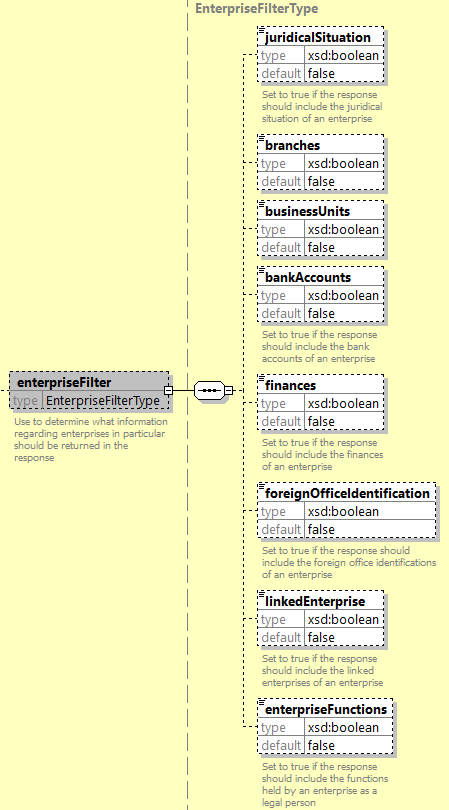 EnterpriseFilterType
juridicalSituation
type xsd:boolean
default false
Set to true if the response
should include the juridical
situation of an enterprise
branches
type xsd:boolean
default false
businessUnits
type xsd:boolean
default false
bankAccounts
type xsd:boolean
default false
Set to true if the response
should include the bank
accounts of an enterprise
enterpriseFilter
type EnterpriseFilterType
Use to determine what information
regarding enterprises in particular
should be returned in the
response
finances
type xsd:boolean
default false
Set to true if the response
should include the finances
of an enterprise
foreignOfficeIdentification
type xsd:boolean
default false
Set to true if the response should
include the foreign office identifications
of an enterprise
linkedEnterprise
type xsd:boolean
default false
Set to true if the response
should include the linked
enterprises of an enterprise
enterpriseFunctions
type xsd:boolean
default false
Set to true if the response
should include the functions
held by an enterprise as a
legal person